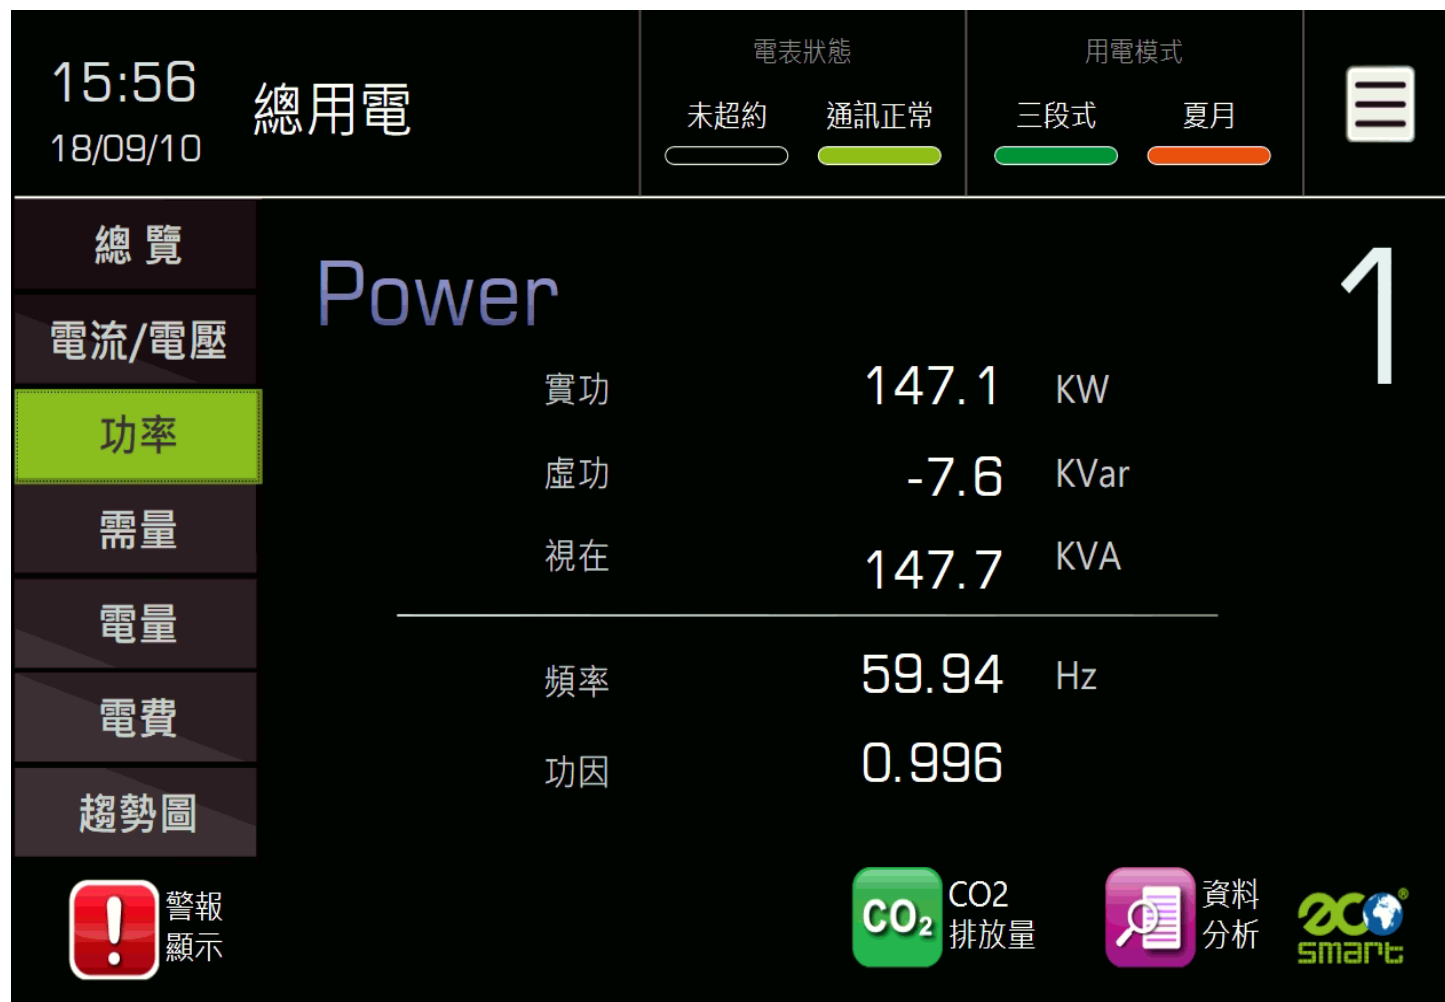 15:56
18/09/10
總用電
電表狀態
未超約 通訊正常
用電模式
三段式 夏月
總覽
電流/電壓
功率
需量
電量
電費
趨勢圖
Power
1
實功 147.1 KW
虛功 -7.6 KVar
視在 147.7 KVA
頻率 59.94 Hz
功因 0.996
警報
顯示
CO₂
CO2
排放量
資料
分析
eco®
smart